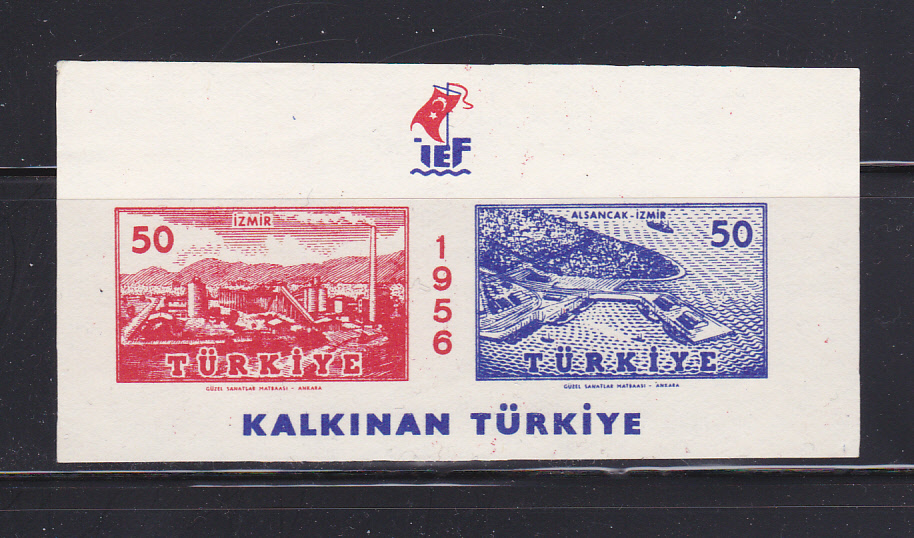 İEF
İZMİR
50
TÜRKİYE
GÜZEL SANATLAR MATBAASI - ANKARA
1956
ALSANCAK-İZMİR
50
TÜRKİYE
GÜZEL SANATLAR MATBAASI - ANKARA
KALKINAN TÜRKİYE